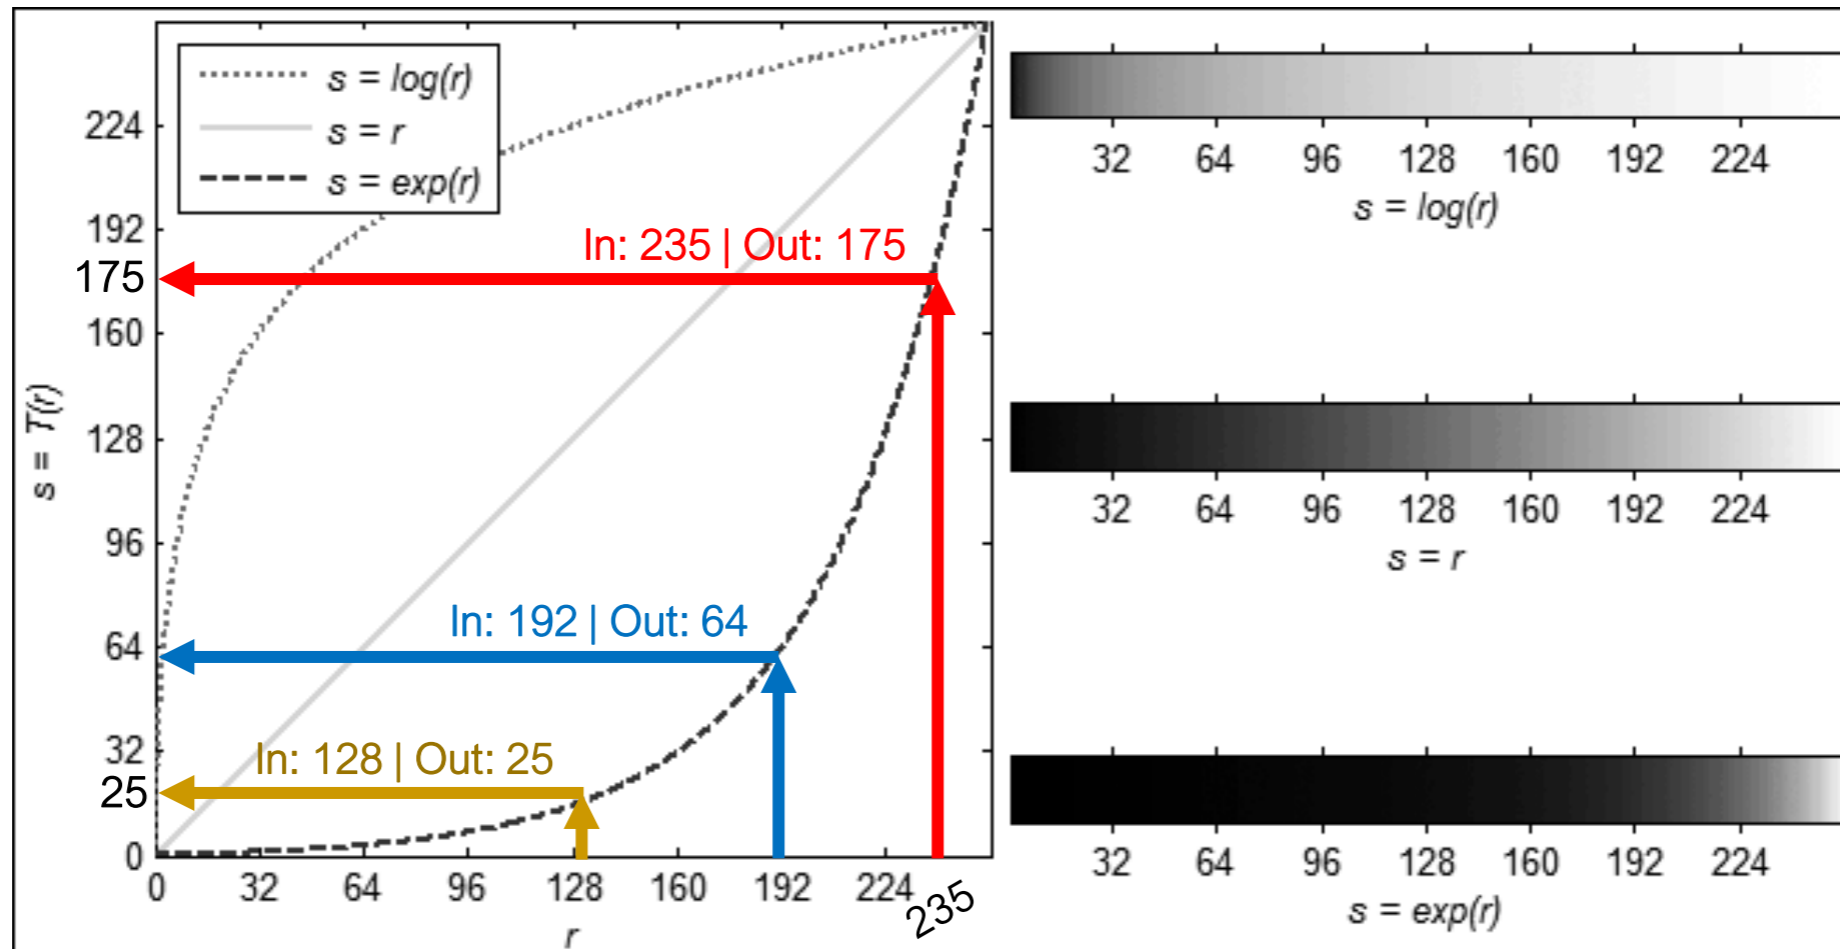 s = log(r)
s = r
s = exp(r)
In: 235 | Out: 175
In: 192 | Out: 64
In: 128 | Out: 25
s = T(r)
224
192
175
160
128
96
64
32
25
0
0 32 64 96 128 160 192 224 235
r
32 64 96 128 160 192 224
s = log(r)
32 64 96 128 160 192 224
s = r
32 64 96 128 160 192 224
s = exp(r)